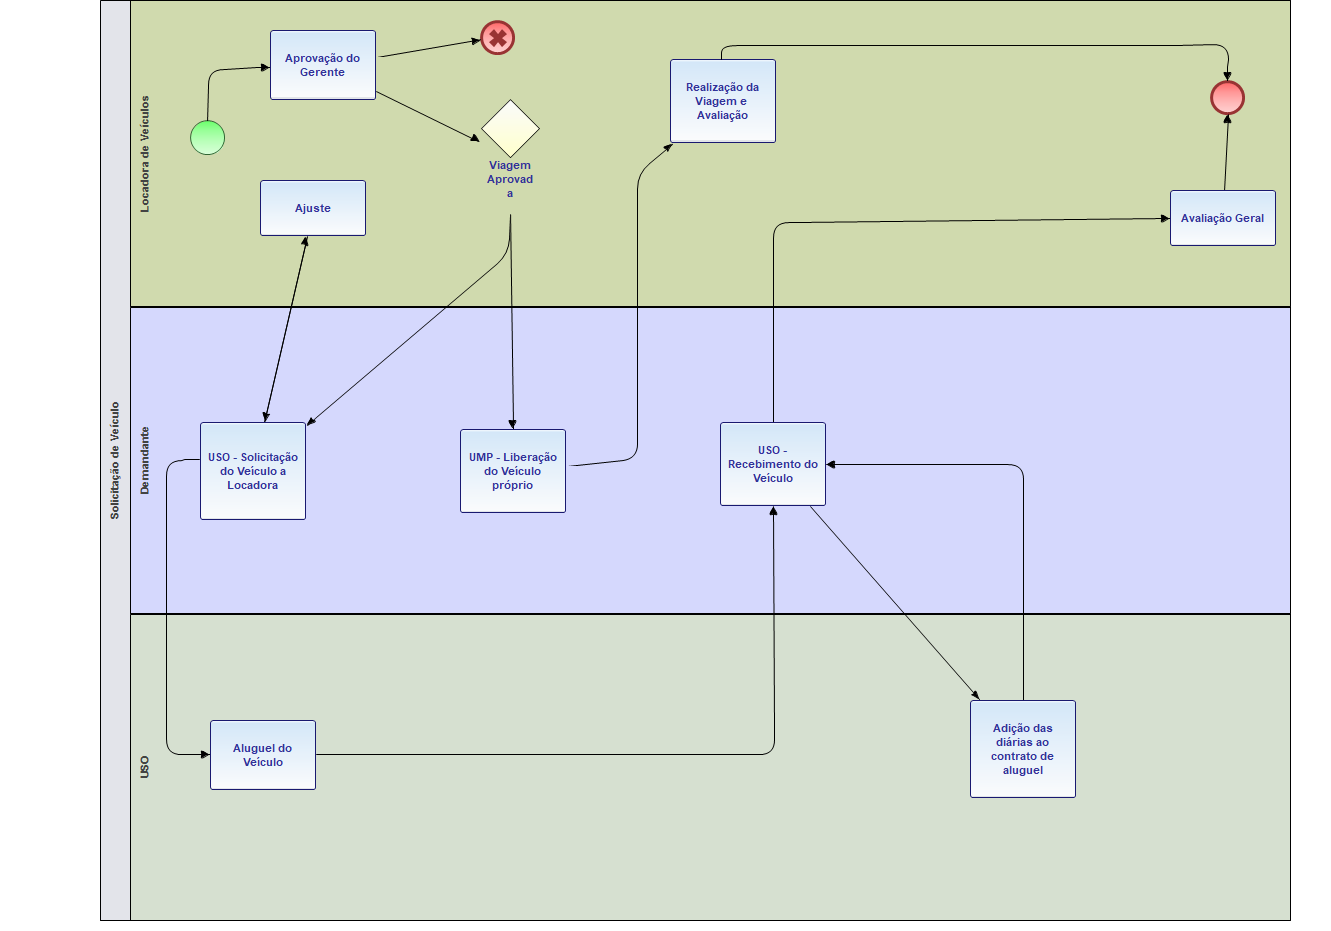 Solicitação de Veículo
Locadora de Veículos
Aprovação do
Gerente
Viagem
Aprovad
a
Ajuste
Realização da
Viagem e
Avaliação
Avaliação Geral
Demandante
USO - Solicitação
do Veiculo a
Locadora
UMP - Liberação
do Veículo
próprio
USO -
Recebimento do
Veículo
USO
Aluguel do
Veículo
Adição das
diárias ao
contrato de
aluguel